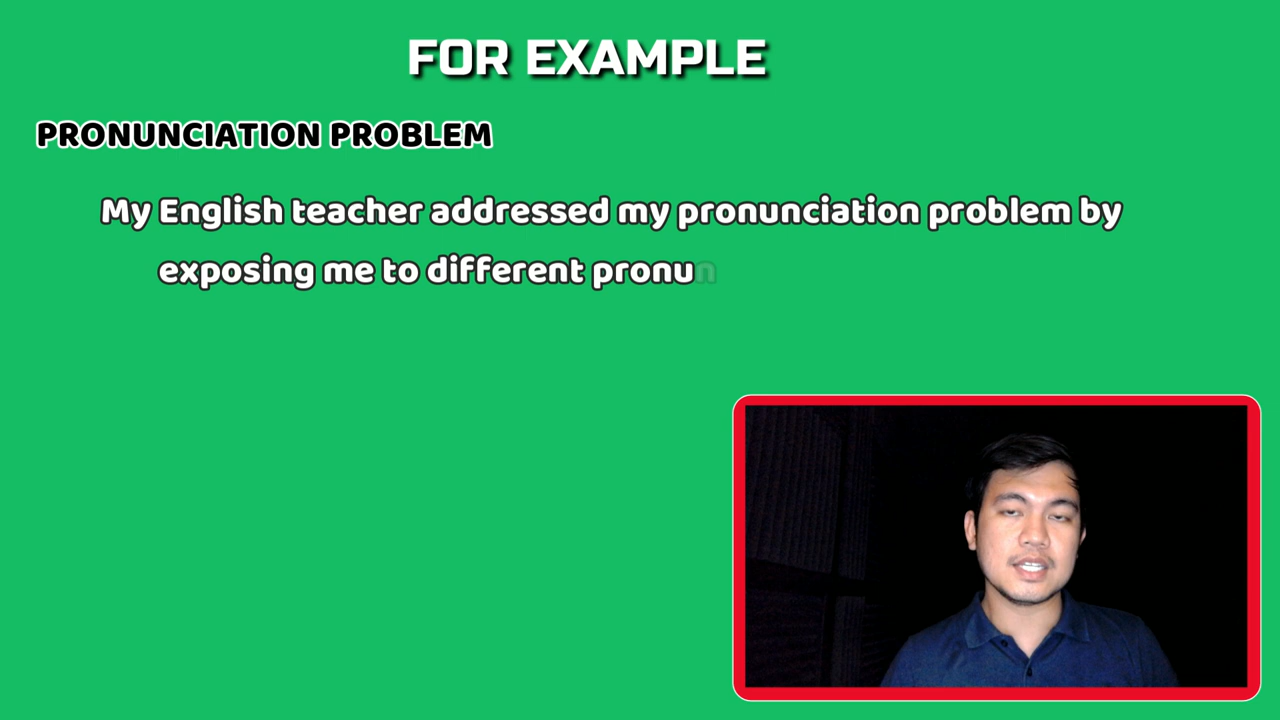 FOR EXAMPLE
PRONUNCIATION PROBLEM
My English teacher addressed my pronunciation problem by
exposing me to different pronun